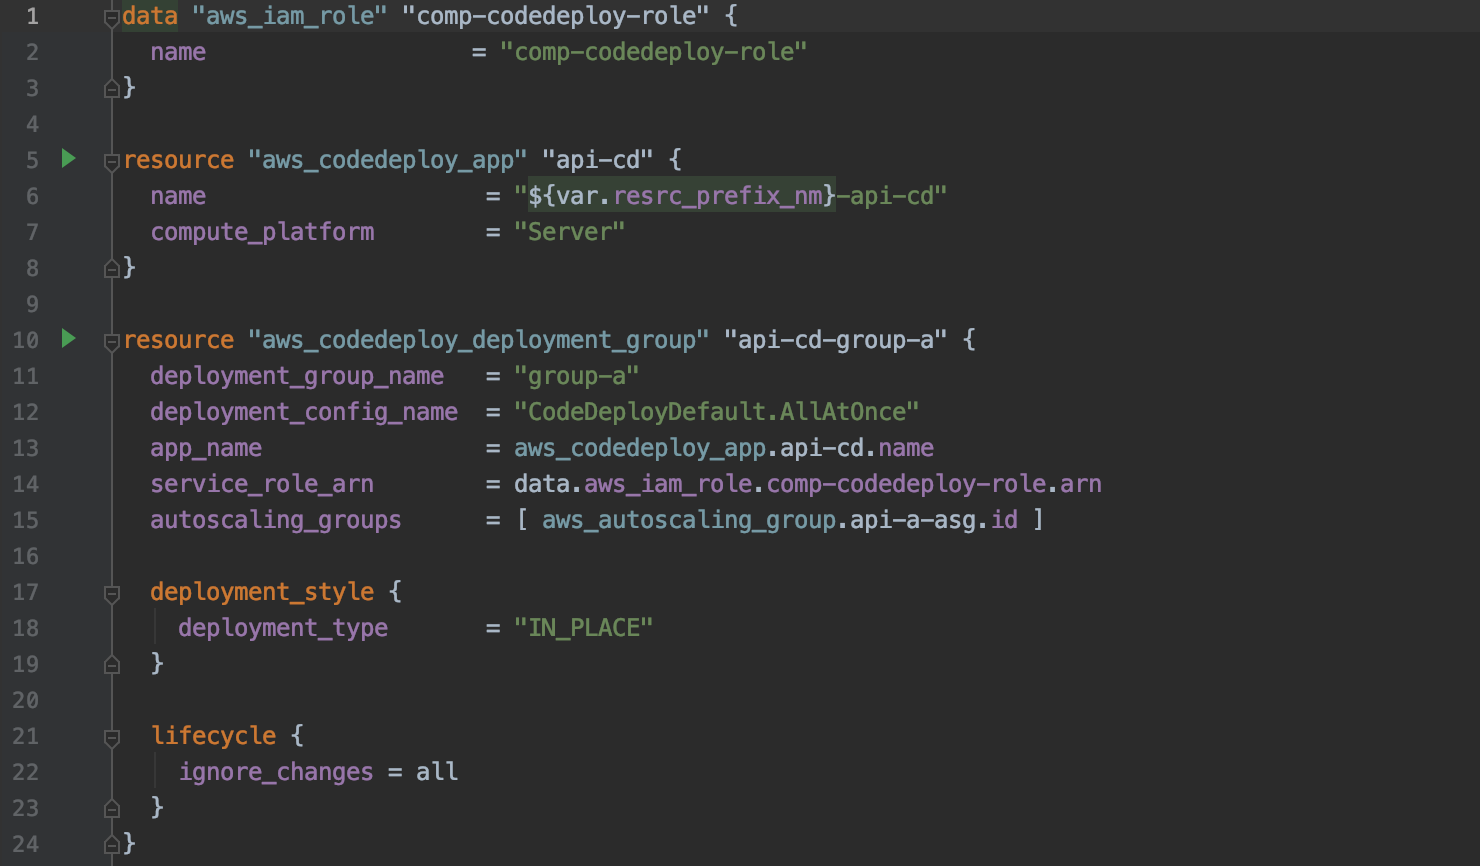 1 data "aws_iam_role" "comp-codedeploy-role" {
2   name                   = "comp-codedeploy-role"
3 }
4
5 resource "aws_codedeploy_app" "api-cd" {
6   name                    = "${var.resrc_prefix_nm}-api-cd"
7   compute_platform        = "Server"
8 }
9
10 resource "aws_codedeploy_deployment_group" "api-cd-group-a" {
11   deployment_group_name   = "group-a"
12   deployment_config_name  = "CodeDeployDefault.AllAtOnce"
13   app_name                = aws_codedeploy_app.api-cd.name
14   service_role_arn        = data.aws_iam_role.comp-codedeploy-role.arn
15   autoscaling_groups      = [ aws_autoscaling_group.api-a-asg.id ]
16
17   deployment_style {
18     deployment_type       = "IN_PLACE"
19   }
20
21   lifecycle {
22     ignore_changes = all
23   }
24 }